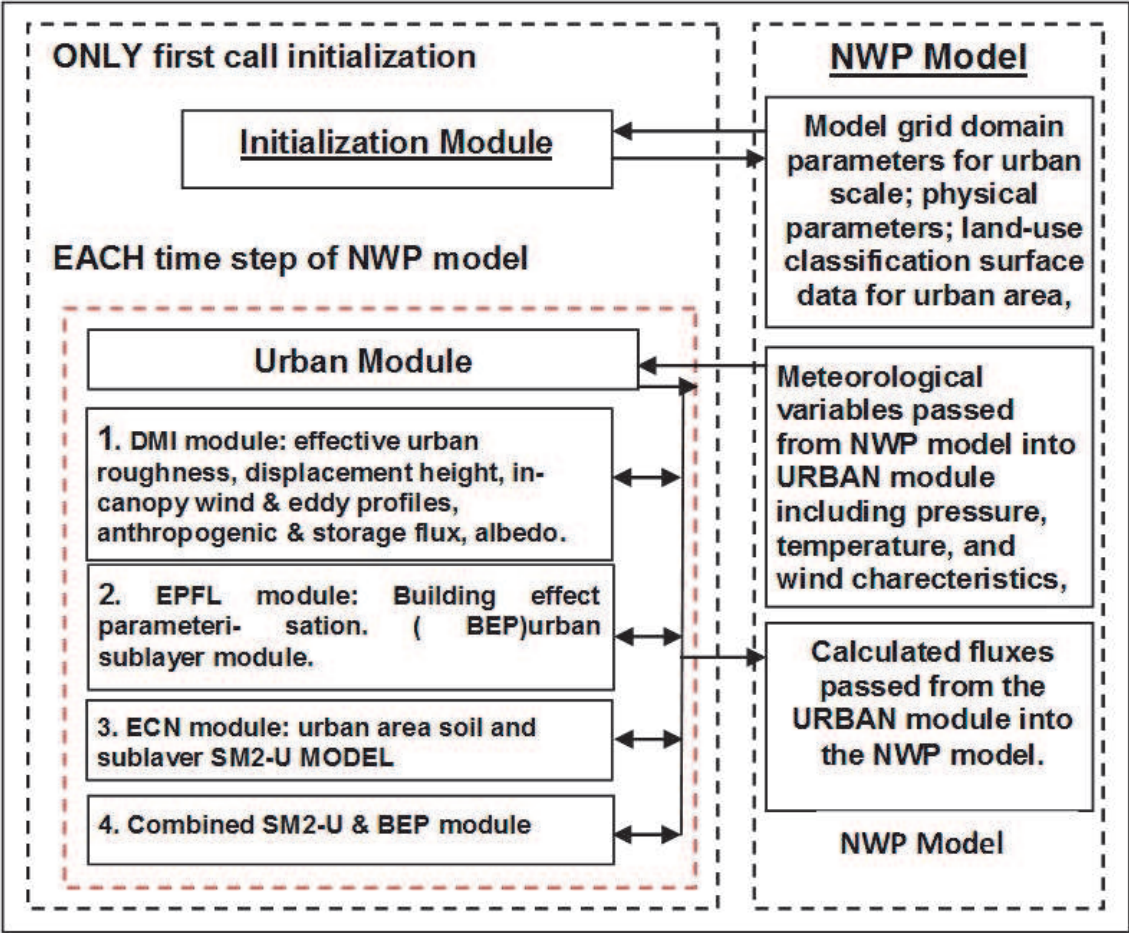 ONLY first call initialization
Initialization Module
EACH time step of NWP model
Urban Module
1. DMI module: effective urban
roughness, displacement height, in-
canopy wind & eddy profiles,
anthropogenic & storage flux, albedo.
2. EPFL module: Building effect
parameteri- sation. ( BEP)urban
sublayer module.
3. ECN module: urban area soil and
sublaver SM2-U MODEL
4. Combined SM2-U & BEP module
NWP Model
Model grid domain
parameters for urban
scale; physical
parameters; land-use
classification surface
data for urban area,
Meteorological
variables passed
from NWP model into
URBAN module
including pressure,
temperature, and
wind charecteristics,
Calculated fluxes
passed from the
URBAN module into
the NWP model.
NWP Model